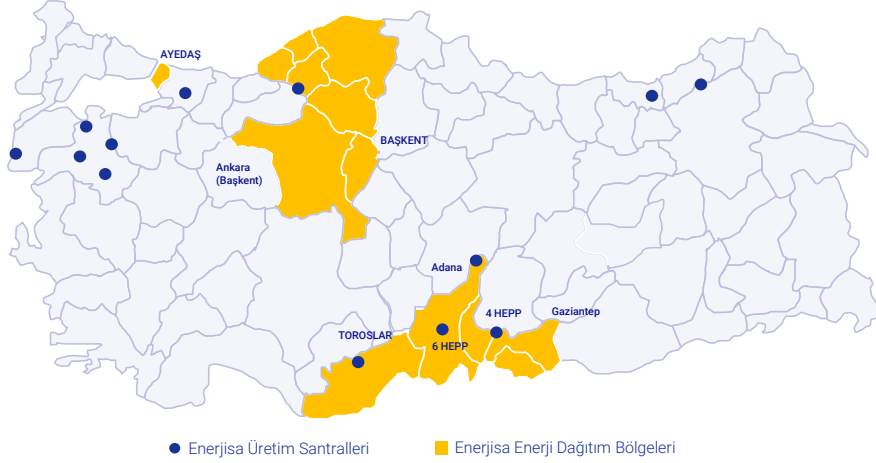 AYEDAŞ
BAŞKENT
Ankara
(Başkent)
Adana
4 HEPP
Gaziantep
TOROSLAR
6 HEPP
Enerjisa Üretim Santralleri
Enerjisa Enerji Dağıtım Bölgeleri